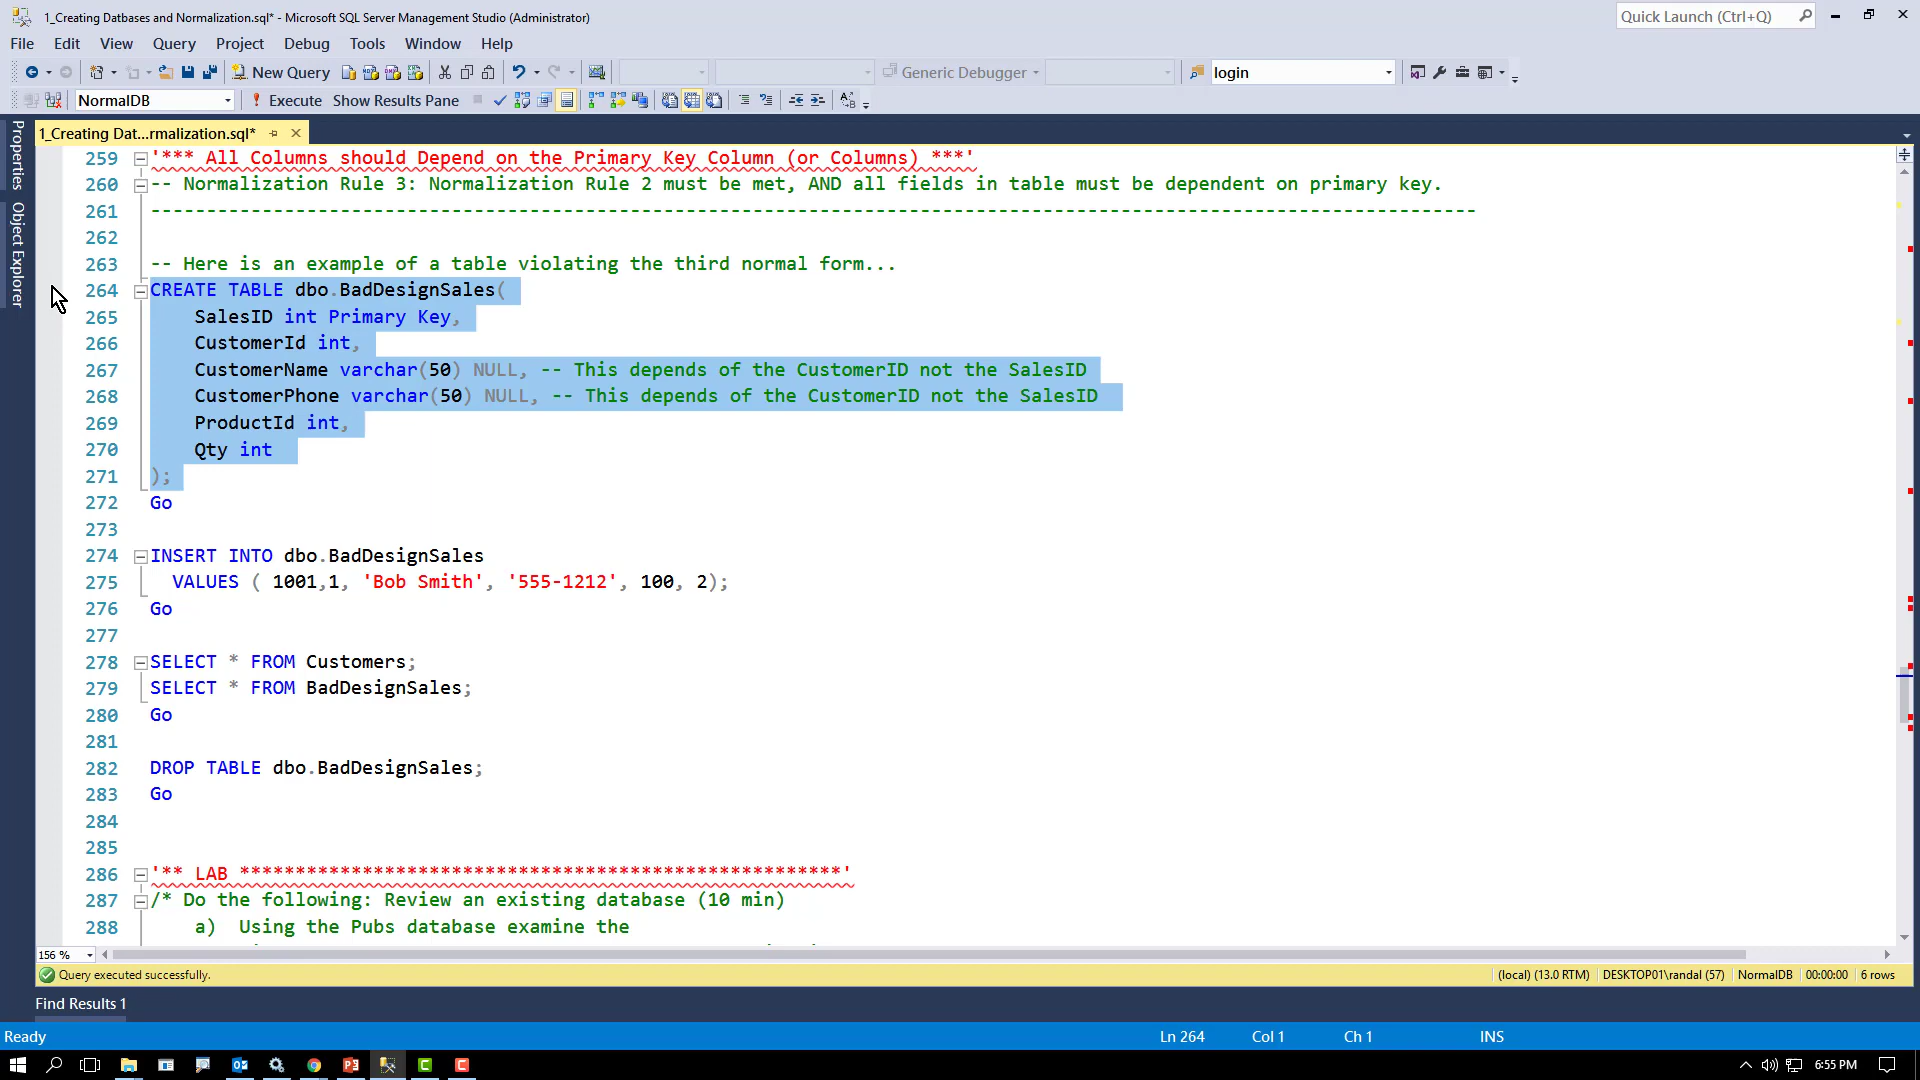 1_Creating Datbases and Normalization.sql* - Microsoft SQL Server Management Studio (Administrator)
Quick Launch (Ctrl+Q)
File Edit View Query Project Debug Tools Window Help
New Query Generic Debugger login
NormalDB Execute Show Results Pane
Properties
Object Explorer
1_Creating Dat...rmalization.sql*
259 '*** All Columns should Depend on the Primary Key Column (or Columns) ***'
260 -- Normalization Rule 3: Normalization Rule 2 must be met, AND all fields in table must be dependent on primary key.
261 -----------------------------------------------------------------------------------------------------------------------
262
263 -- Here is an example of a table violating the third normal form...
264 CREATE TABLE dbo.BadDesignSales(
265 SalesID int Primary Key,
266 CustomerId int,
267 CustomerName varchar(50) NULL, -- This depends of the CustomerID not the SalesID
268 CustomerPhone varchar(50) NULL, -- This depends of the CustomerID not the SalesID
269 ProductId int,
270 Qty int
271 );
272 Go
273
274 INSERT INTO dbo.BadDesignSales
275 VALUES ( 1001,1, 'Bob Smith', '555-1212', 100, 2);
276 Go
277
278 SELECT * FROM Customers;
279 SELECT * FROM BadDesignSales;
280 Go
281
282 DROP TABLE dbo.BadDesignSales;
283 Go
284
285
286 '** LAB ******************************************************'
287 /* Do the following: Review an existing database (10 min)
288 a) Using the Pubs database examine the
156 %
Query executed successfully. (local) (13.0 RTM) DESKTOP01\randal (57) NormalDB 00:00:00 6 rows
Find Results 1
Ready Ln 264 Col 1 Ch 1 INS
6:55 PM